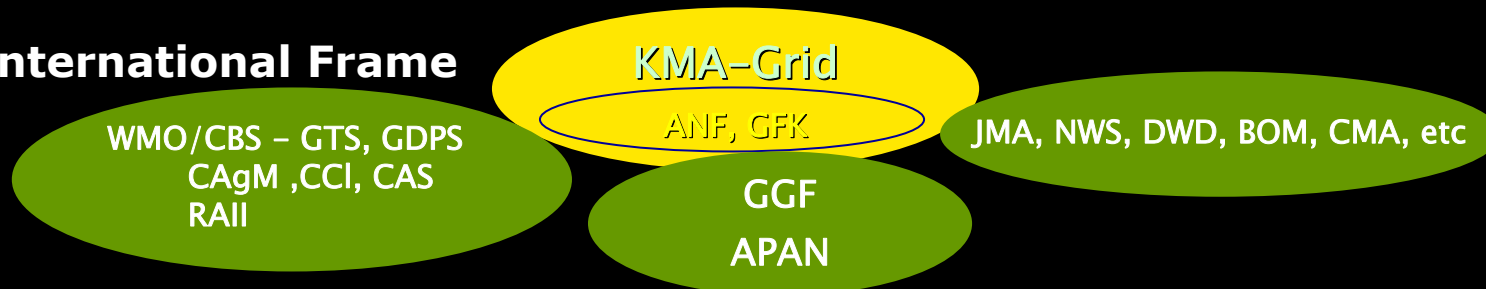 nternational Frame
KMA-Grid
ANF, GFK
WMO/CBS - GTS, GDPS
CAgM ,CCl, CAS
RAII
GGF
APAN
JMA, NWS, DWD, BOM, CMA, etc